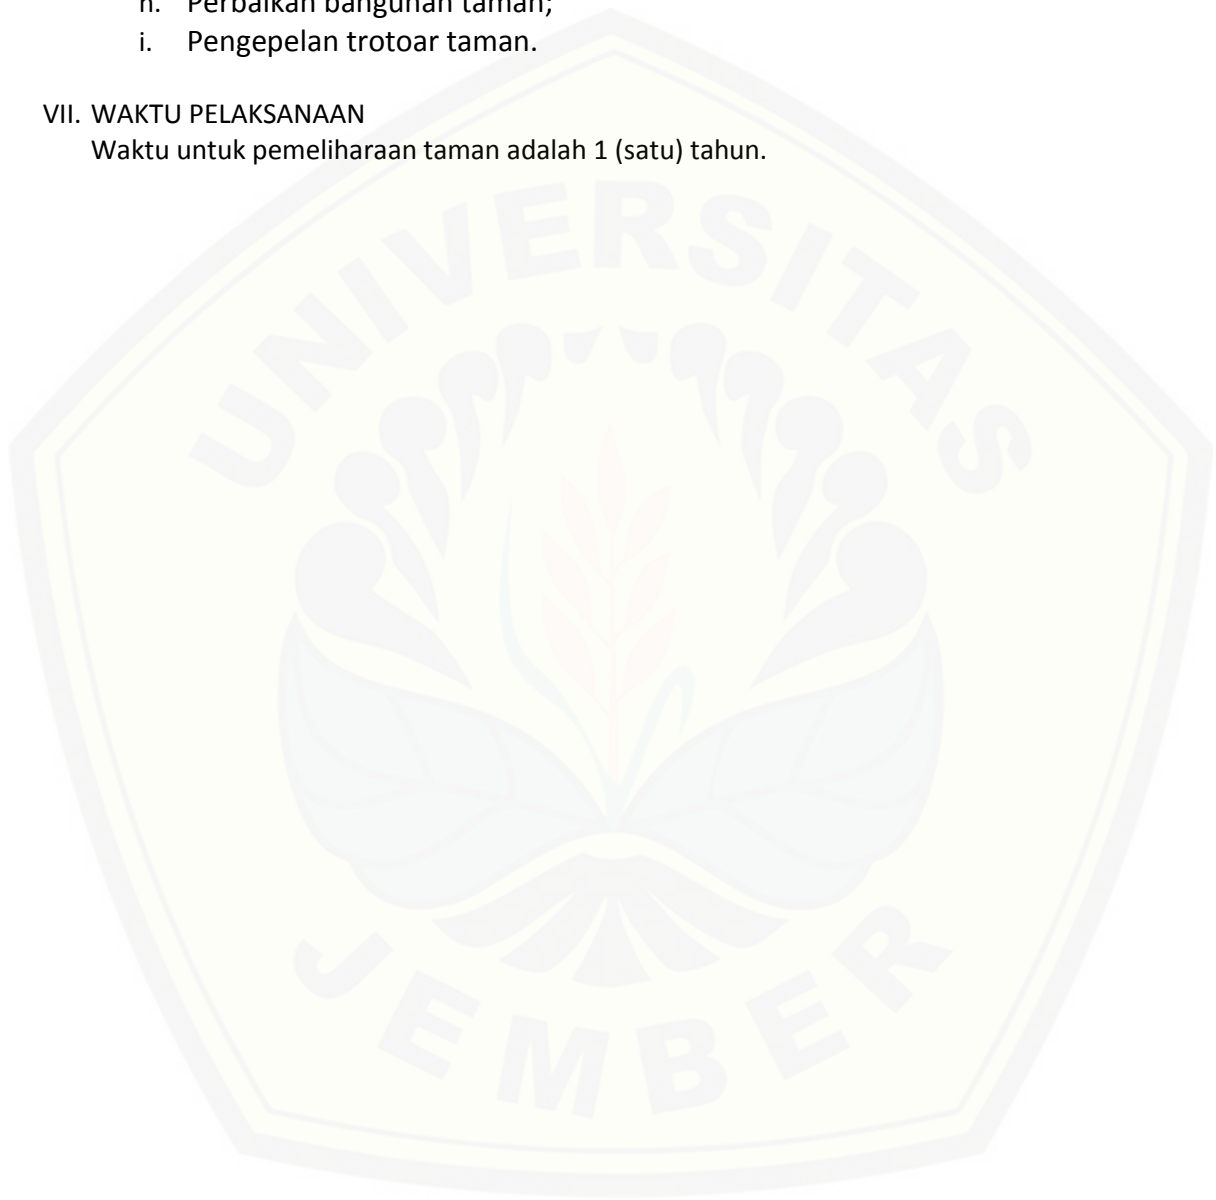 h. Perbaikan bangunan taman;
i. Pengepelan trotoar taman.
VII. WAKTU PELAKSANAAN
Waktu untuk pemeliharaan taman adalah 1 (satu) tahun.
UNIVERSITAS
JEMBER